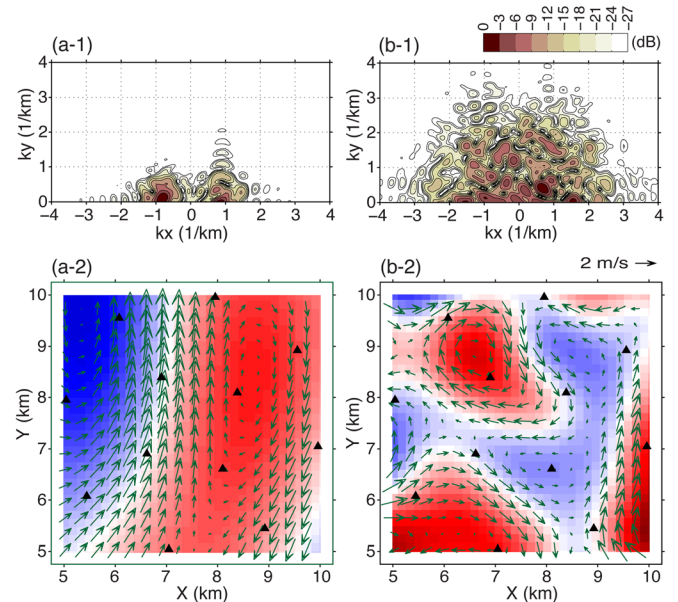 0 −3 −6 −9 −12 −15 −18 −21 −24 −27
(dB)
(a-1) (b-1)
4 3 2 1 0
ky (1/km)
−4 −3 −2 −1 0 1 2 3 4
kx (1/km)
4 3 2 1 0
ky (1/km)
−4 −3 −2 −1 0 1 2 3 4
kx (1/km)
(a-2) (b-2) 2 m/s
10 9 8 7 6 5
Y (km)
5 6 7 8 9 10
X (km)
10 9 8 7 6 5
Y (km)
5 6 7 8 9 10
X (km)